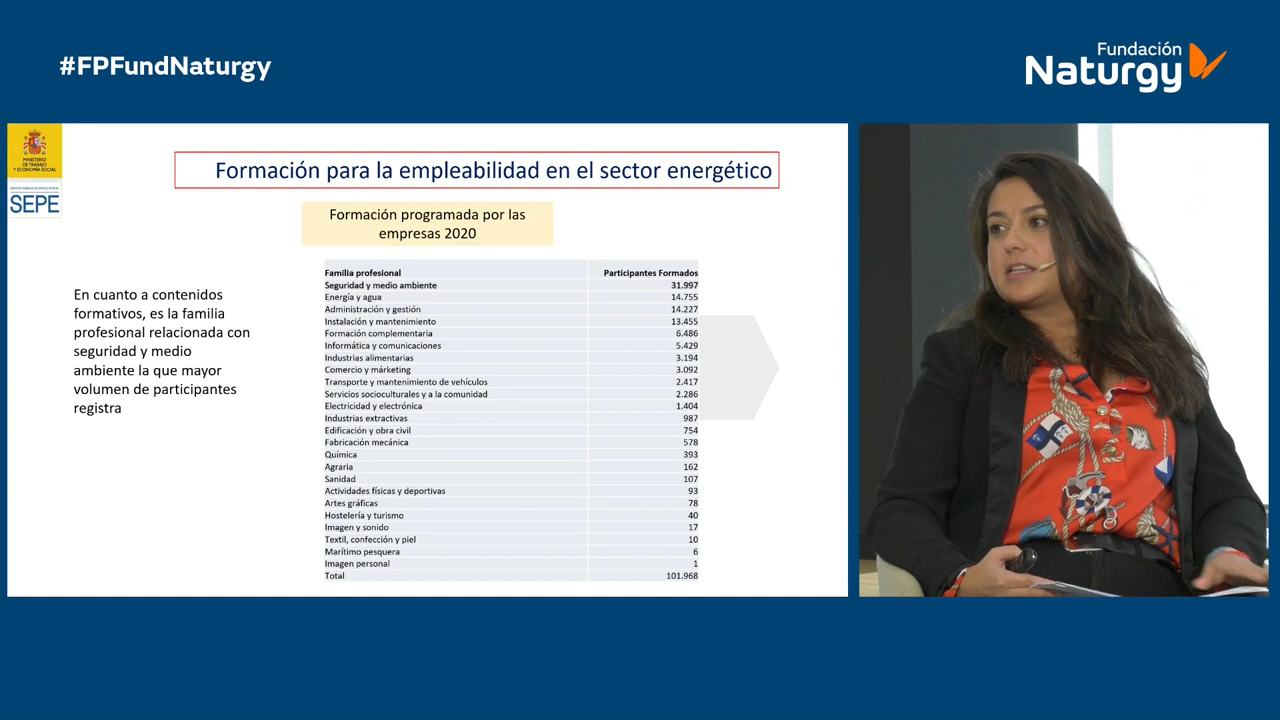 #FPFundNaturgy
Fundación
Naturgy
MINISTERIO
DE TRABAJO
Y ECONOMÍA SOCIAL
SEPE
Formación para la empleabilidad en el sector energético
Formación programada por las
empresas 2020
En cuanto a contenidos
formativos, es la familia
profesional relacionada con
seguridad y medio
ambiente la que mayor
volumen de participantes
registra
Familia profesional Participantes Formados
Seguridad y medio ambiente 31.997
Energía y agua 14.755
Administración y gestión 14.227
Instalación y mantenimiento 13.455
Formación complementaria 6.486
Informática y comunicaciones 5.429
Industrias alimentarias 3.194
Comercio y márketing 3.092
Transporte y mantenimiento de vehículos 2.417
Servicios socioculturales y a la comunidad 2.286
Electricidad y electrónica 1.404
Industrias extractivas 987
Edificación y obra civil 754
Fabricación mecánica 578
Química 393
Agraria 162
Sanidad 107
Actividades físicas y deportivas 93
Artes gráficas 78
Hostelería y turismo 40
Imagen y sonido 17
Textil, confección y piel 10
Marítimo pesquera 6
Imagen personal 1
Total 101.968